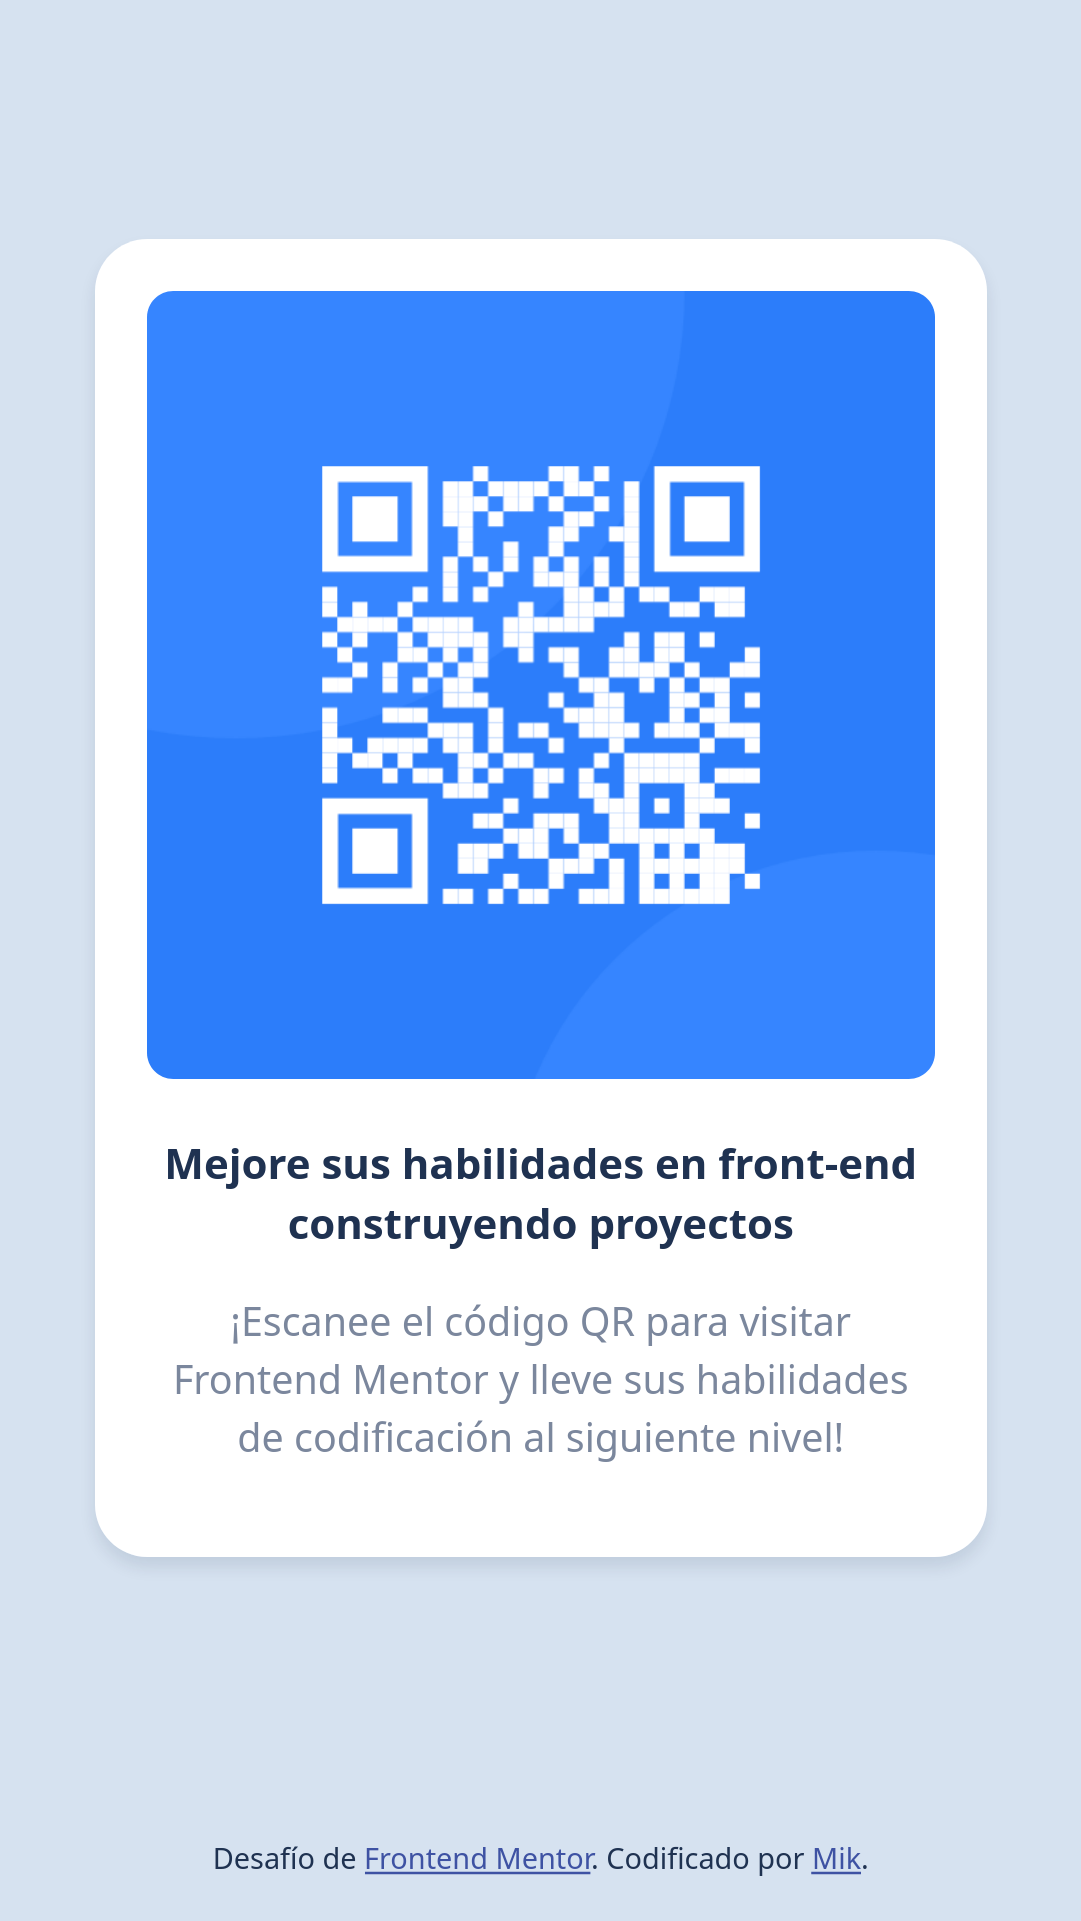 Mejore sus habilidades en front-end
construyendo proyectos
¡Escanee el código QR para visitar
Frontend Mentor y lleve sus habilidades
de codificación al siguiente nivel!
Desafío de Frontend Mentor. Codificado por Mik.